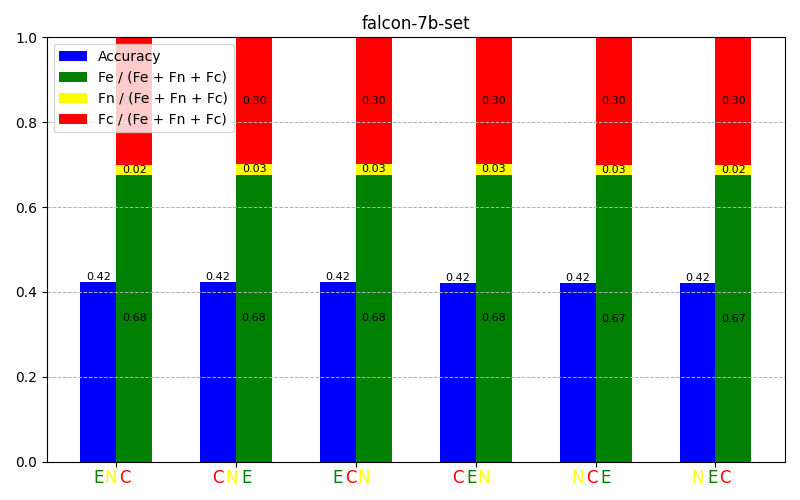 falcon-7b-set
1.0
0.8
0.6
0.4
0.2
0.0
Accuracy
Fe / (Fe + Fn + Fc)
Fn / (Fe + Fn + Fc)
Fc / (Fe + Fn + Fc)
0.30 0.30 0.30 0.30 0.30
0.02 0.03 0.03 0.03 0.03 0.02
0.42 0.42 0.42 0.42 0.42 0.42
0.68 0.68 0.68 0.68 0.67 0.67
ENC CNE ECN CEN NCE NEC